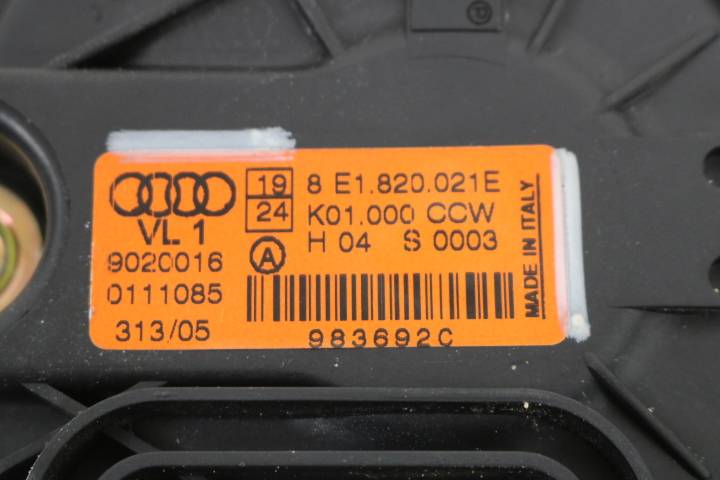 VL 1
9020016
0111085
313/05
19
24
A
8 E1.820.021E
K01.000 CCW
H 04 S 0003
983692C
MADE IN ITALY
P